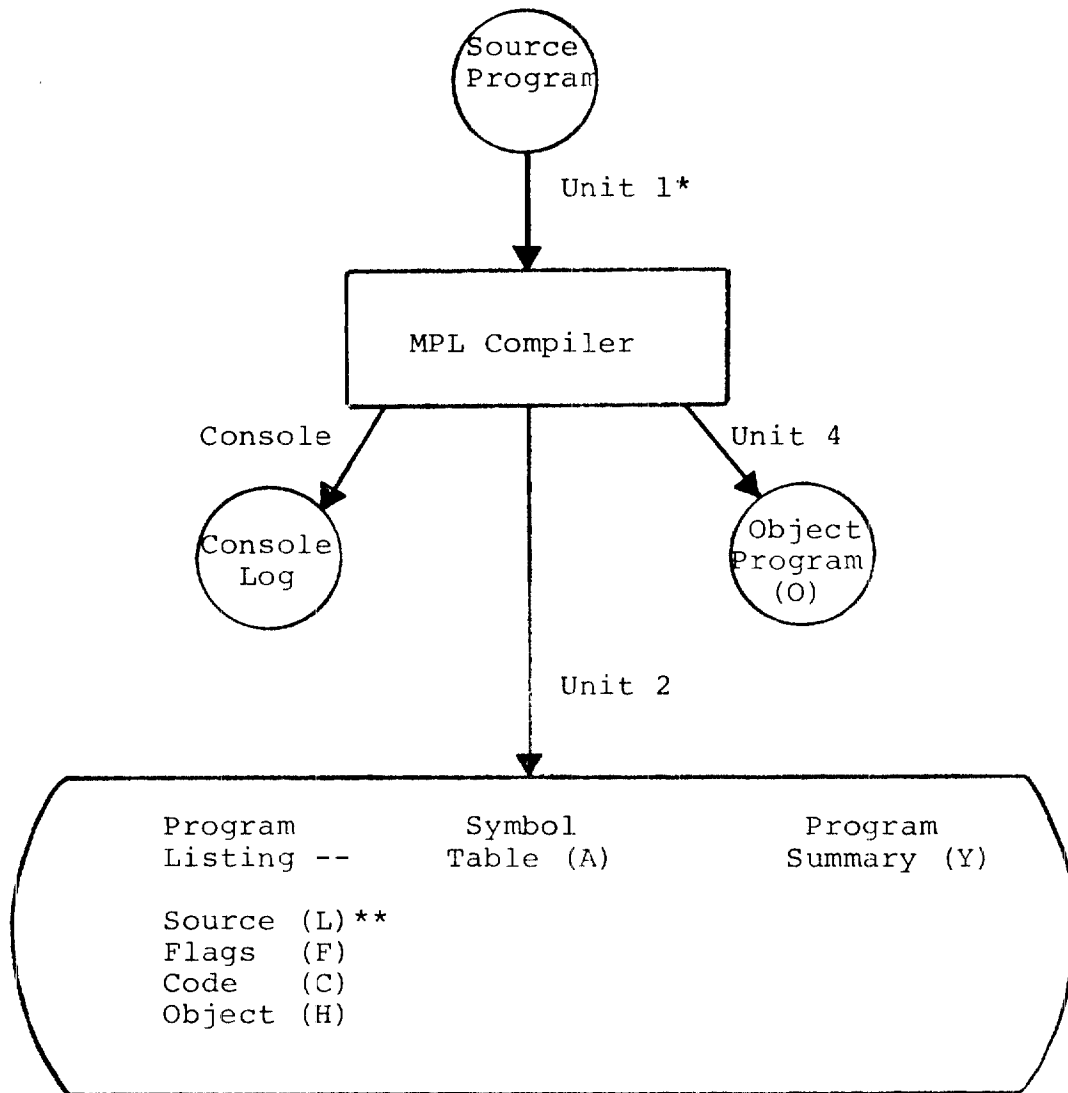 Source
Program
Unit 1*
MPL Compiler
Console
Unit 4
Console
Log
Object
Program
(O)
Unit 2
Program
Listing --
Symbol
Table (A)
Program
Summary (Y)
Source (L)**
Flags (F)
Code (C)
Object (H)